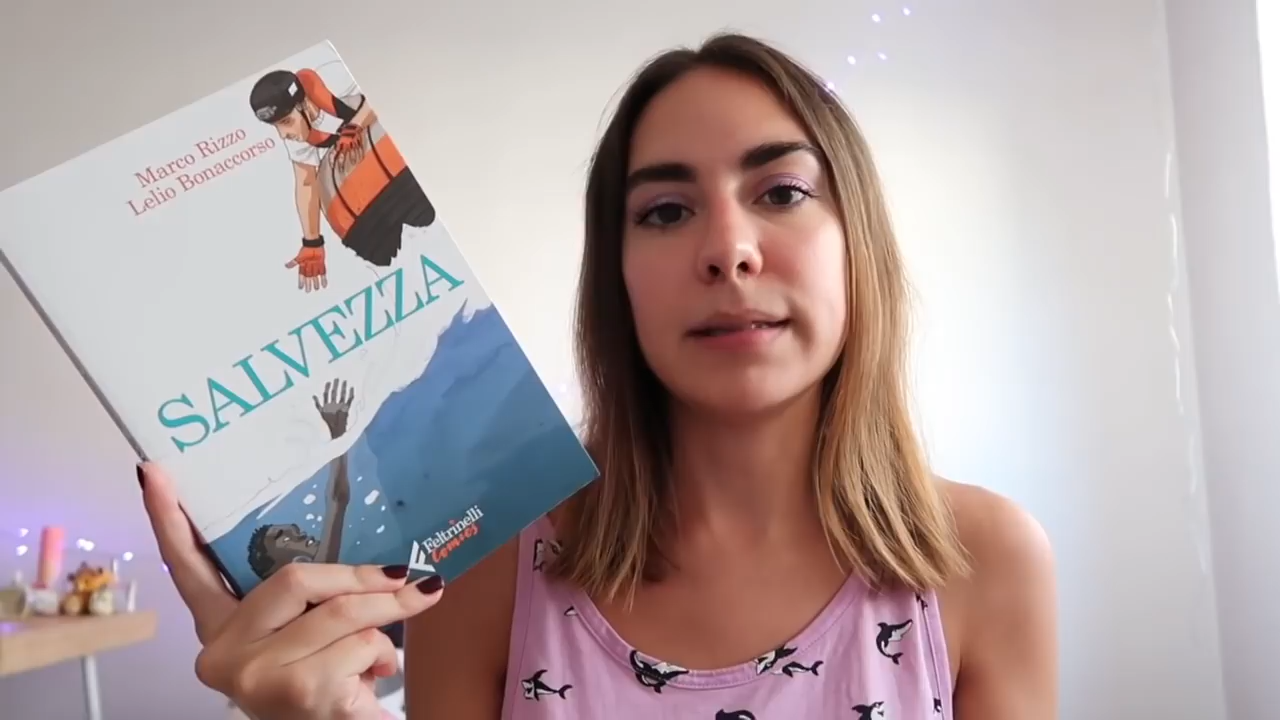 Marco Rizzo
Lelio Bonaccorso
SALVEZZA
Feltrinelli
Comics